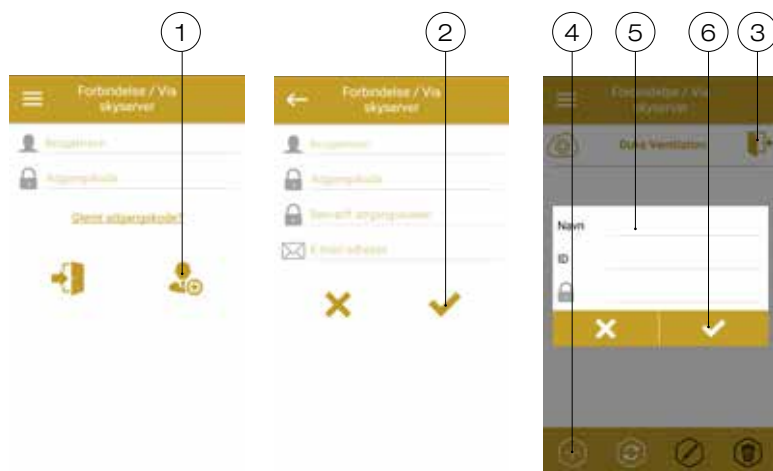 1
2
4
5
6
3
Forbindelse / Via
skyserver
Brugernavn
Adgangskode
Glemt adgangskode?
Forbindelse / Via
skyserver
Brugernavn
Adgangskode
Bekræft adgangskoden
E-mail-adresse
Forbindelse / Via
skyserver
Duka Ventilation
Navn
ID